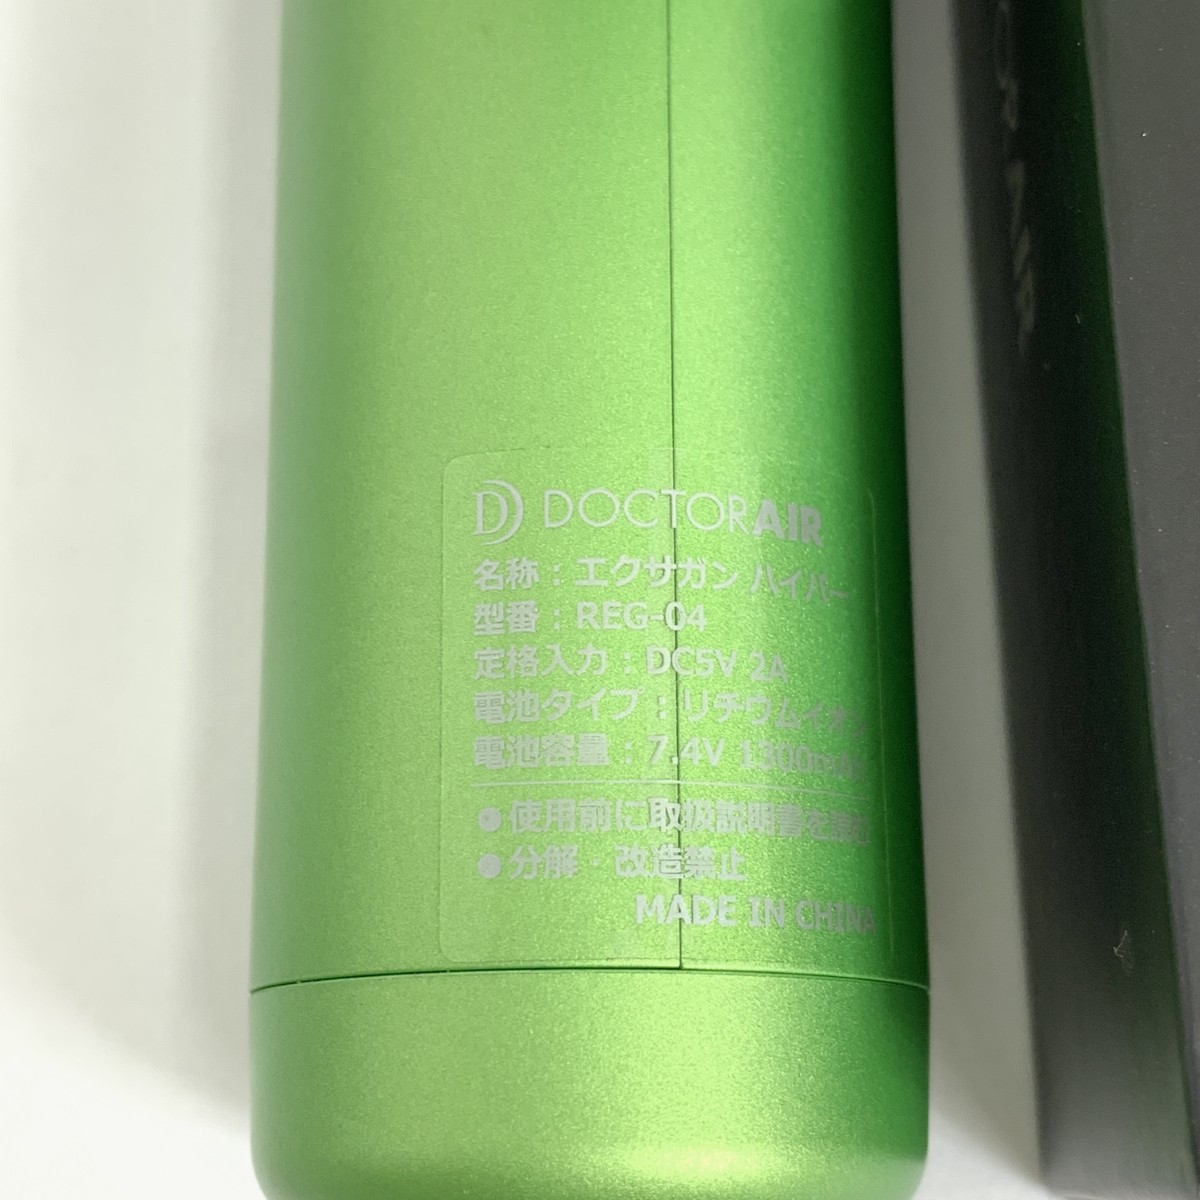 DOCTORAIR
名称：エクサガン ハイパー
型番：REG-04
定格入力：DC5V 2A
電池タイプ：リチウムイオン
電池容量：7.4V 1300mAh
●使用前に取扱説明書を
●分解・改造禁止
MADE IN CHINA
TOR AIR